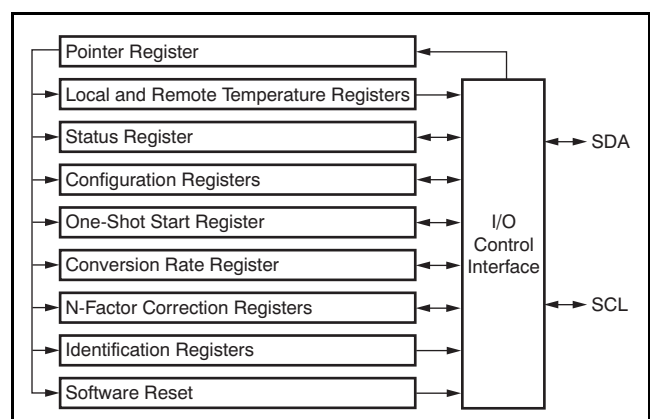 Pointer Register
Local and Remote Temperature Registers
Status Register
Configuration Registers
One-Shot Start Register
Conversion Rate Register
N-Factor Correction Registers
Identification Registers
Software Reset
I/O
Control
Interface
SDA
SCL